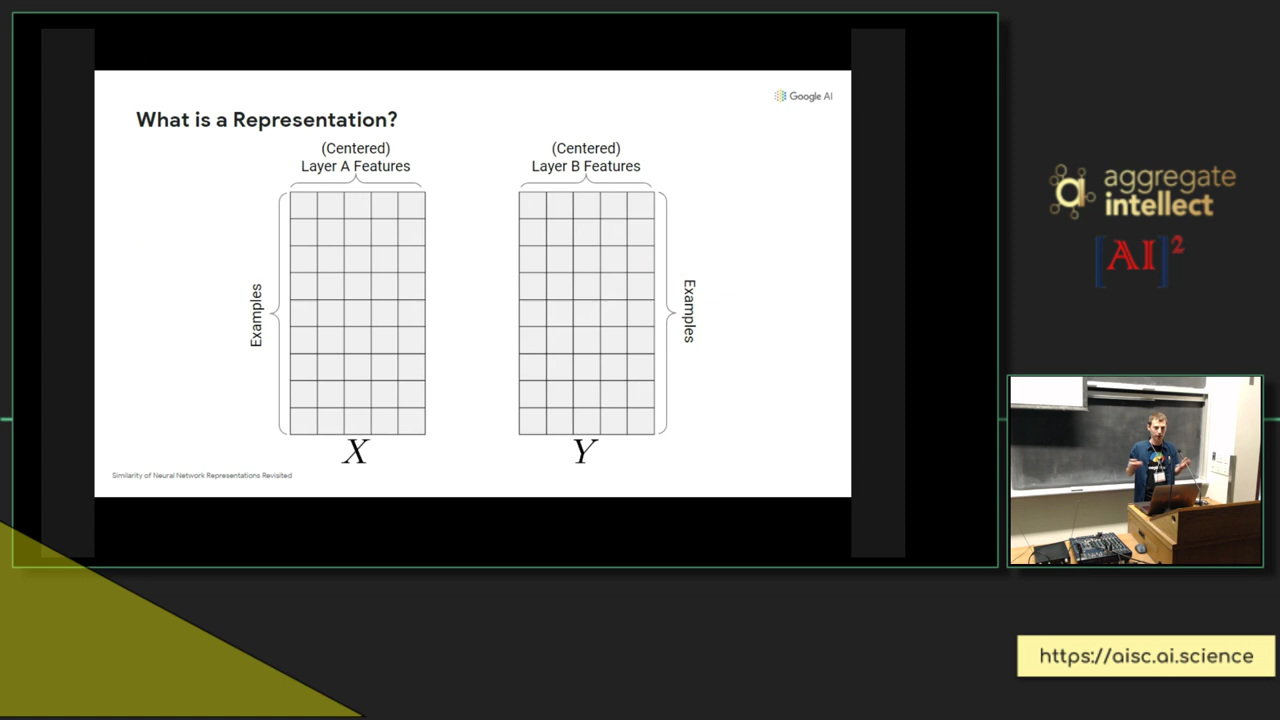 Google AI
What is a Representation?
(Centered)
Layer A Features
(Centered)
Layer B Features
Examples
Examples
X
Y
Similarity of Neural Network Representations Revisited
aggregate
intellect
[AI]²
https://aisc.ai.science